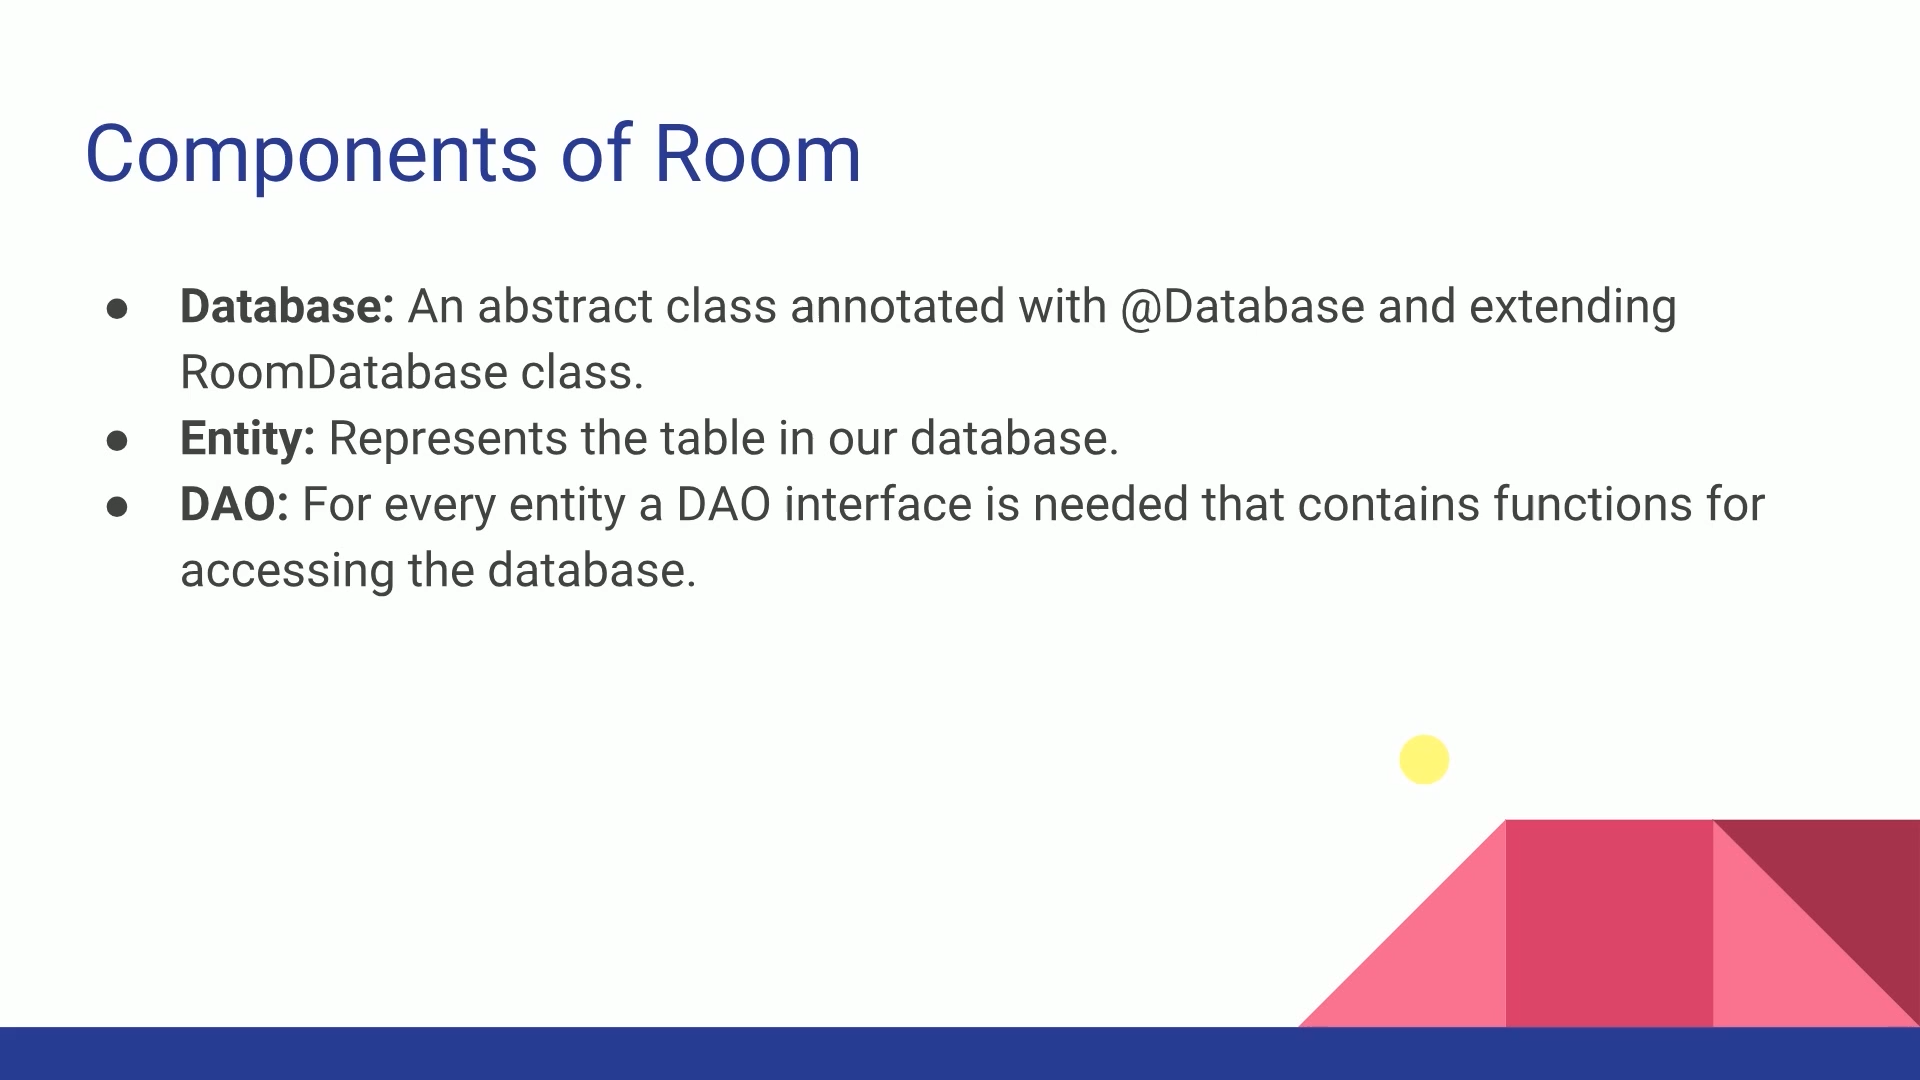 Components of Room
● Database: An abstract class annotated with @Database and extending
RoomDatabase class.
● Entity: Represents the table in our database.
● DAO: For every entity a DAO interface is needed that contains functions for
accessing the database.